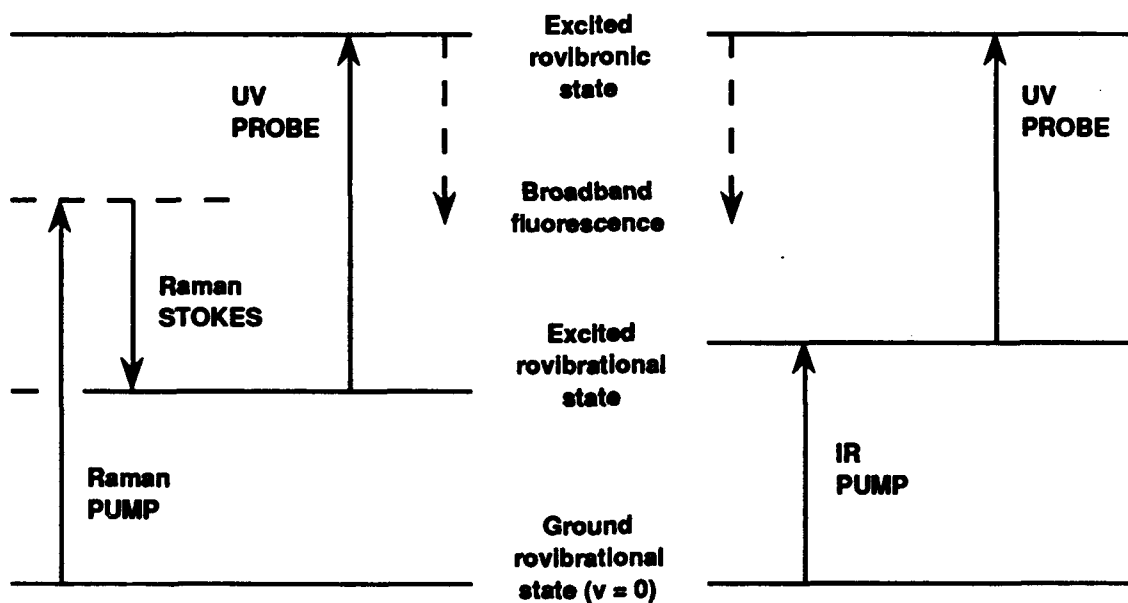 Excited
rovibronic
state
UV
PROBE
UV
PROBE
Broadband
fluorescence
Raman
STOKES
Excited
rovibrational
state
Raman
PUMP
IR
PUMP
Ground
rovibrational
state (v = 0)